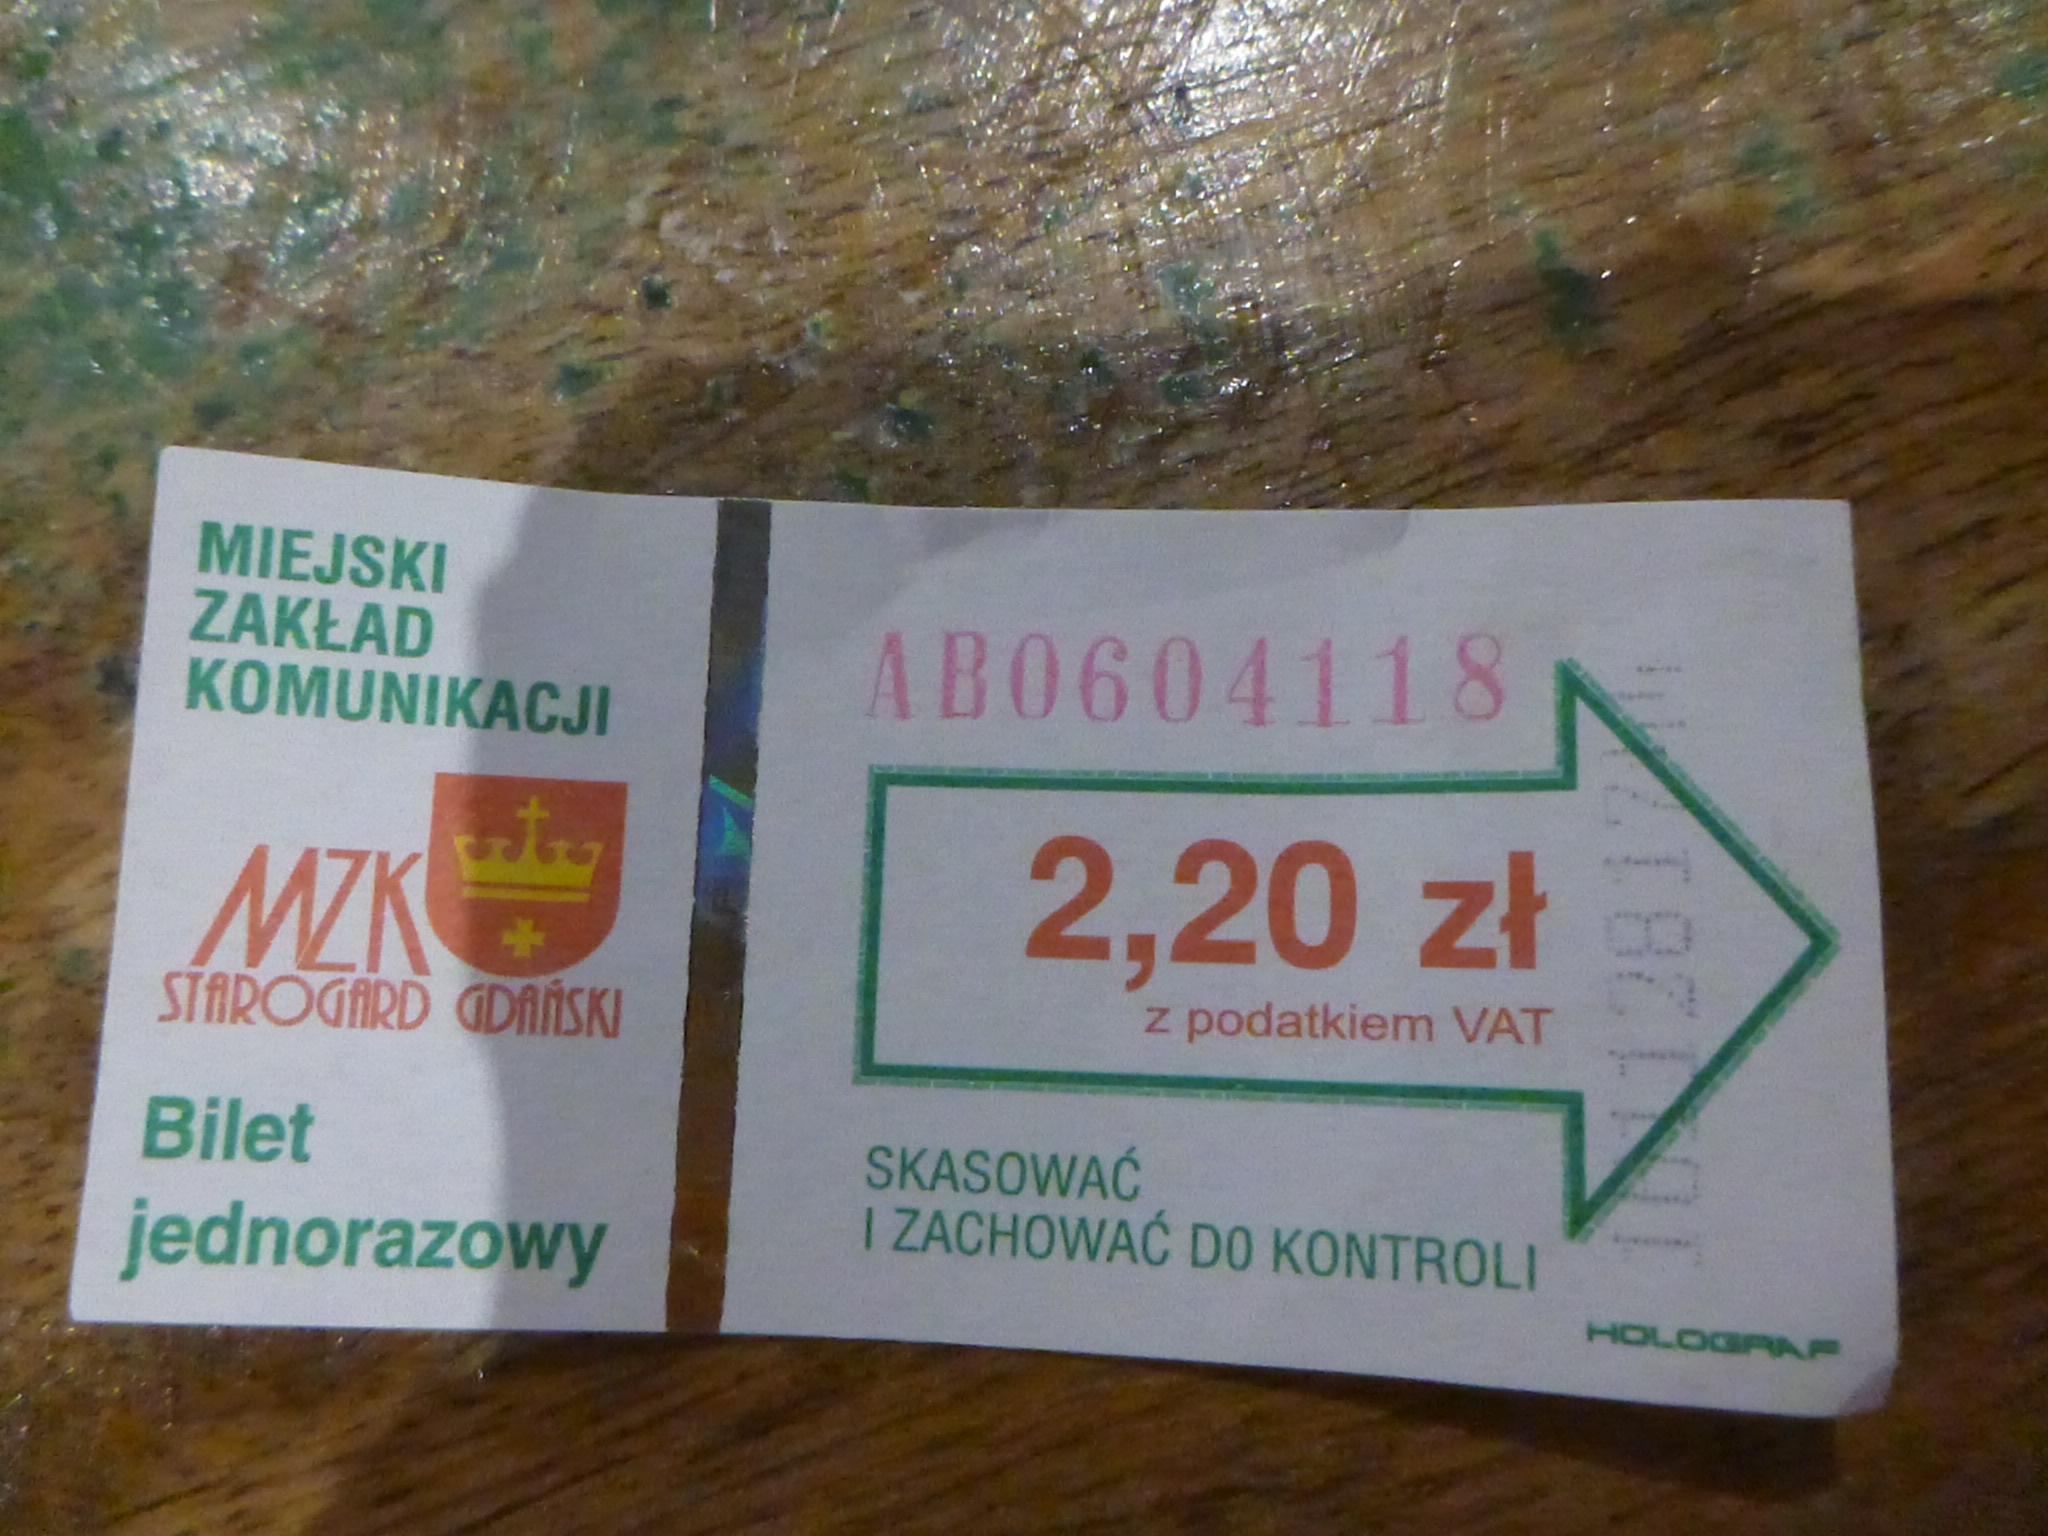 MIEJSKI
ZAKŁAD
KOMUNIKACJI
MZK
STAROGARD GDAŃSKI
Bilet
jednorazowy
AB0604118
2,20 zł
z podatkiem VAT
SKASOWAĆ
I ZACHOWAĆ DO KONTROLI
HOLOGRAF